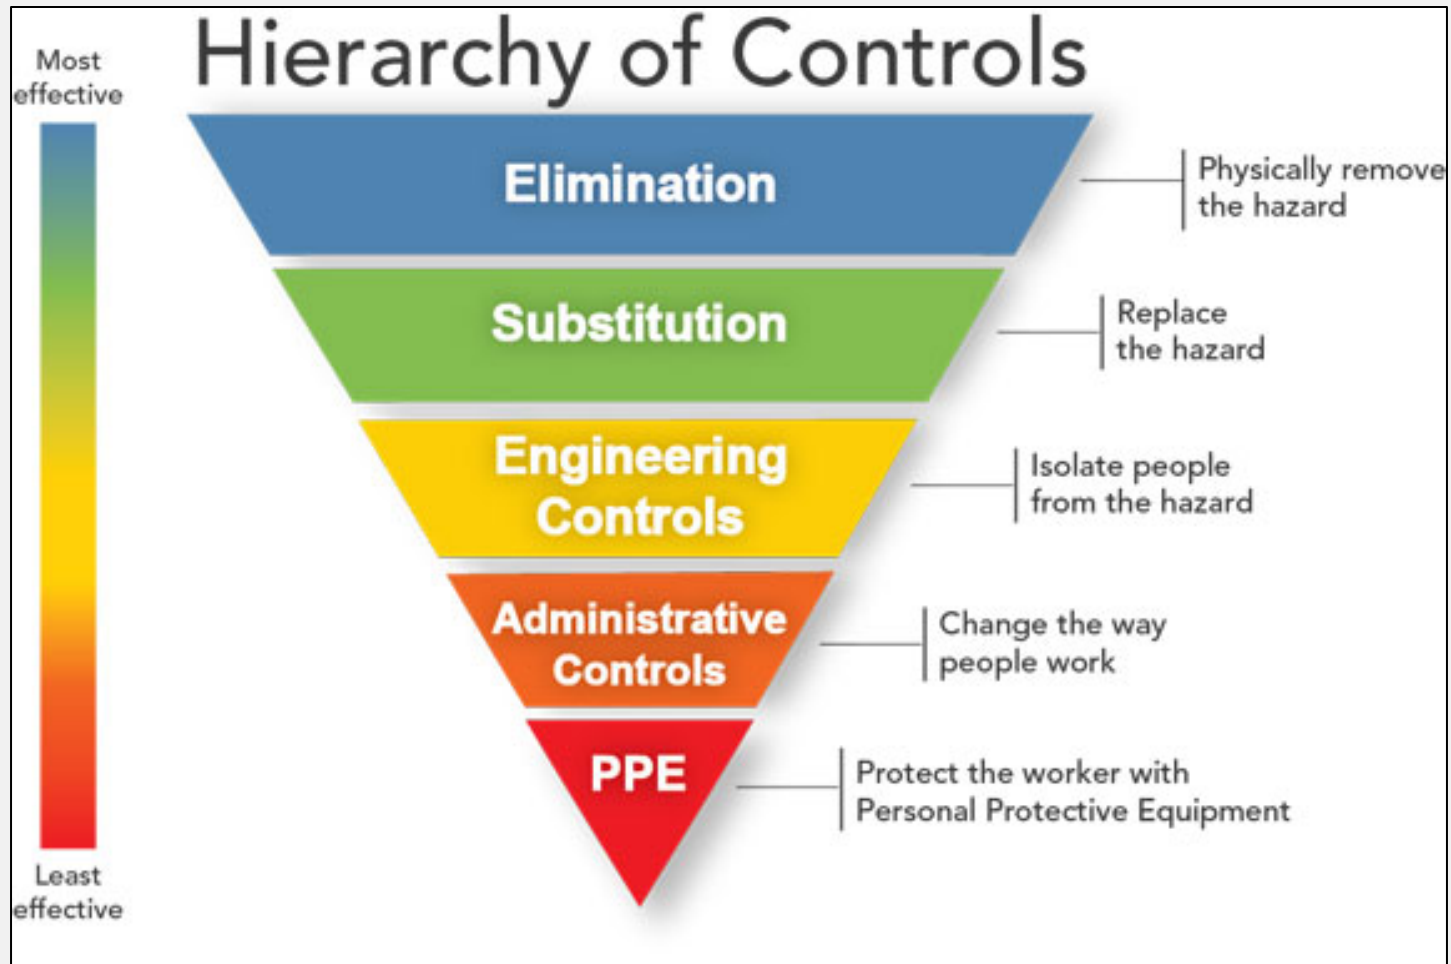 Hierarchy of Controls
Most
effective
Elimination
Physically remove
the hazard
Substitution
Replace
the hazard
Engineering
Controls
Isolate people
from the hazard
Administrative
Controls
Change the way
people work
PPE
Protect the worker with
Personal Protective Equipment
Least
effective